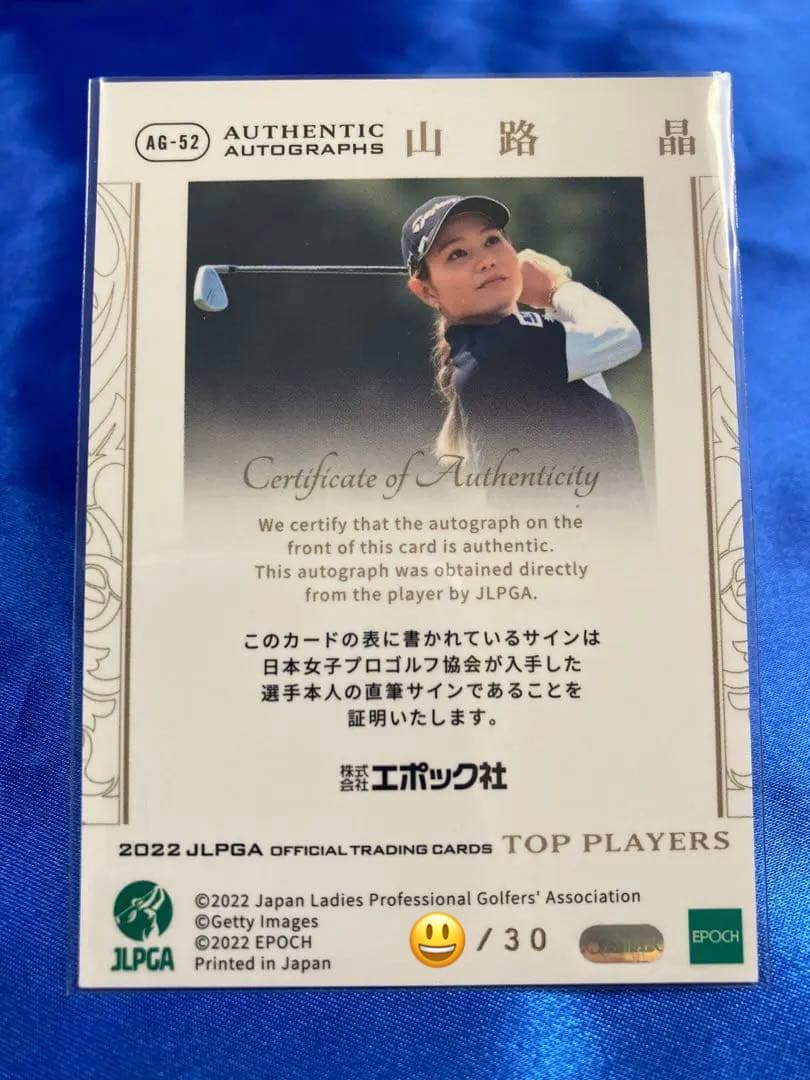 AG-52 AUTHENTIC AUTOGRAPHS 山路 晶
TaylorMade
Certificate of Authenticity
We certify that the autograph on the
front of this card is authentic.
This autograph was obtained directly
from the player by JLPGA.
このカードの表に書かれているサインは
日本女子プロゴルフ協会が入手した
選手本人の直筆サインであることを
証明いたします。
株式会社エポック社
2022 JLPGA OFFICIAL TRADING CARDS TOP PLAYERS
JLPGA
©2022 Japan Ladies Professional Golfers' Association
©Getty Images
©2022 EPOCH
Printed in Japan
/30
EPOCH